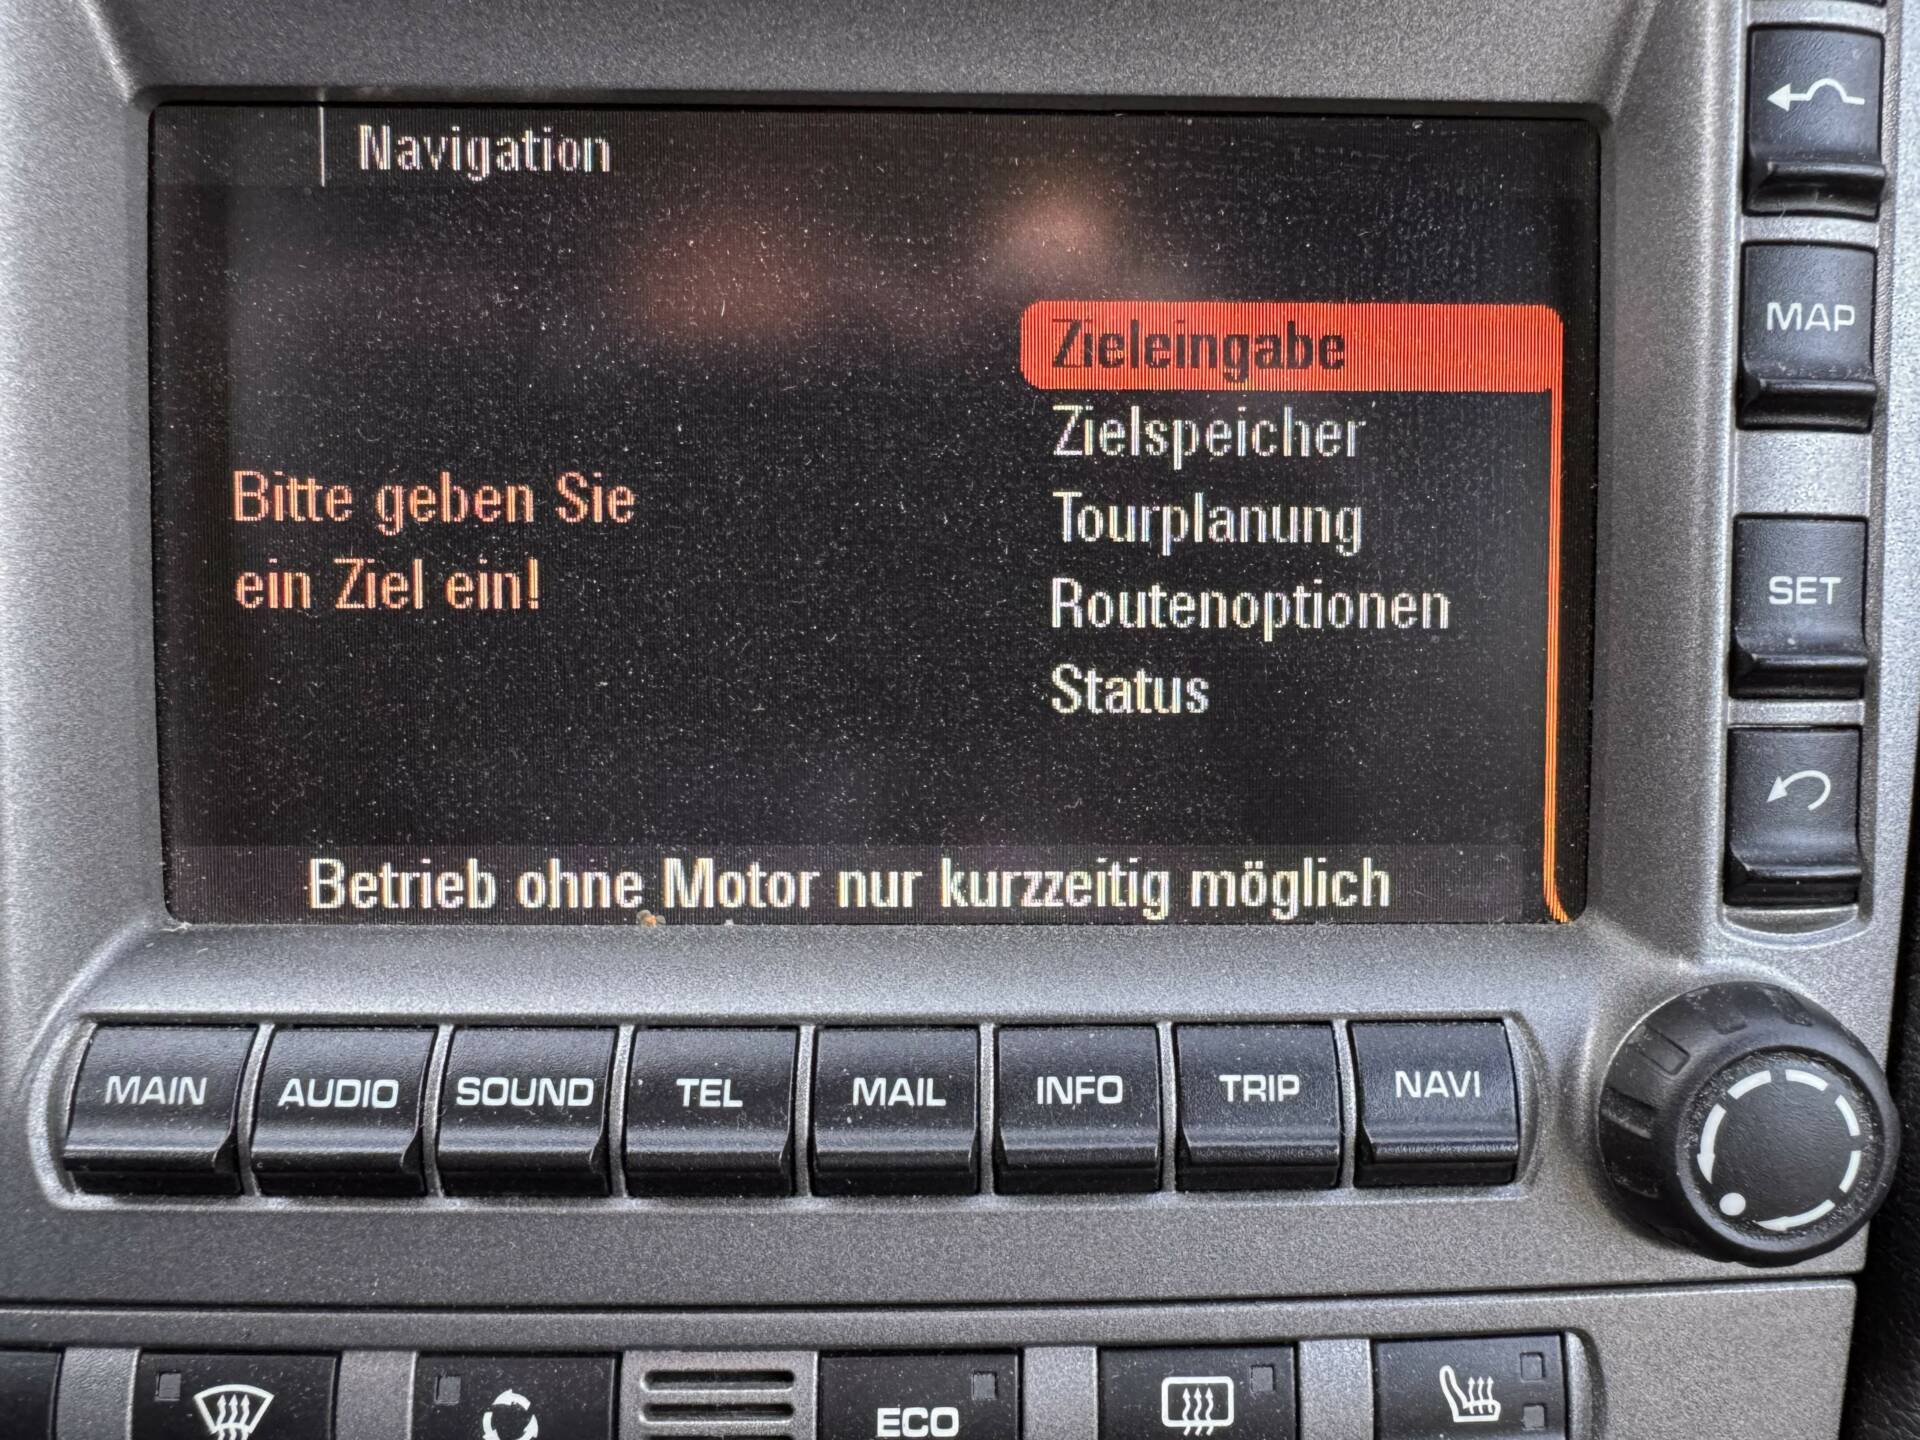 Navigation
Zieleingabe
Zielspeicher
Bitte geben Sie
Tourplanung
ein Ziel ein!
Routenoptionen
Status
Betrieb ohne Motor nur kurzzeitig möglich
MAP
SET
MAIN AUDIO SOUND TEL MAIL INFO TRIP NAVI
ECO